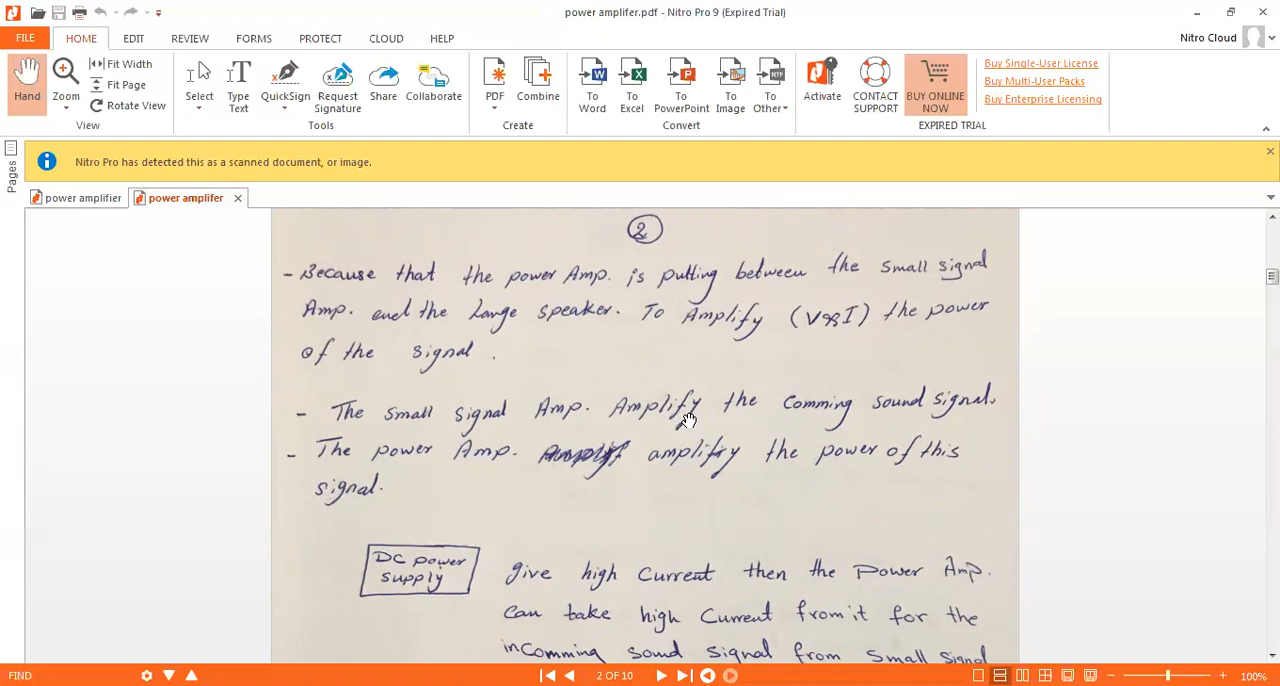 power amplifer.pdf - Nitro Pro 9 (Expired Trial)
FILE HOME EDIT REVIEW FORMS PROTECT CLOUD HELP
Nitro Cloud
Hand
Zoom
Fit Width
Fit Page
Rotate View
View
Select
Type Text
QuickSign
Request Signature
Share
Collaborate
Tools
PDF
Combine
Create
To Word
To Excel
To PowerPoint
To Image
To Other
Convert
Activate
CONTACT SUPPORT
BUY ONLINE NOW
Buy Single-User License
Buy Multi-User Packs
Buy Enterprise Licensing
EXPIRED TRIAL
Nitro Pro has detected this as a scanned document, or image.
Pages
power amplifier
power amplifer
2
- Because that the power Amp. is putting between the small signal
Amp. and the Large speaker. To Amplify (V I) the power
of the signal.
- The small signal Amp. Amplify the Comming sound signal.
- The power Amp. amplifry the power of this
signal.
DC power
supply
give high Current then the Power Amp.
can take high Current from it for the
incomming sound signal from small signal
FIND
2 OF 10
100%